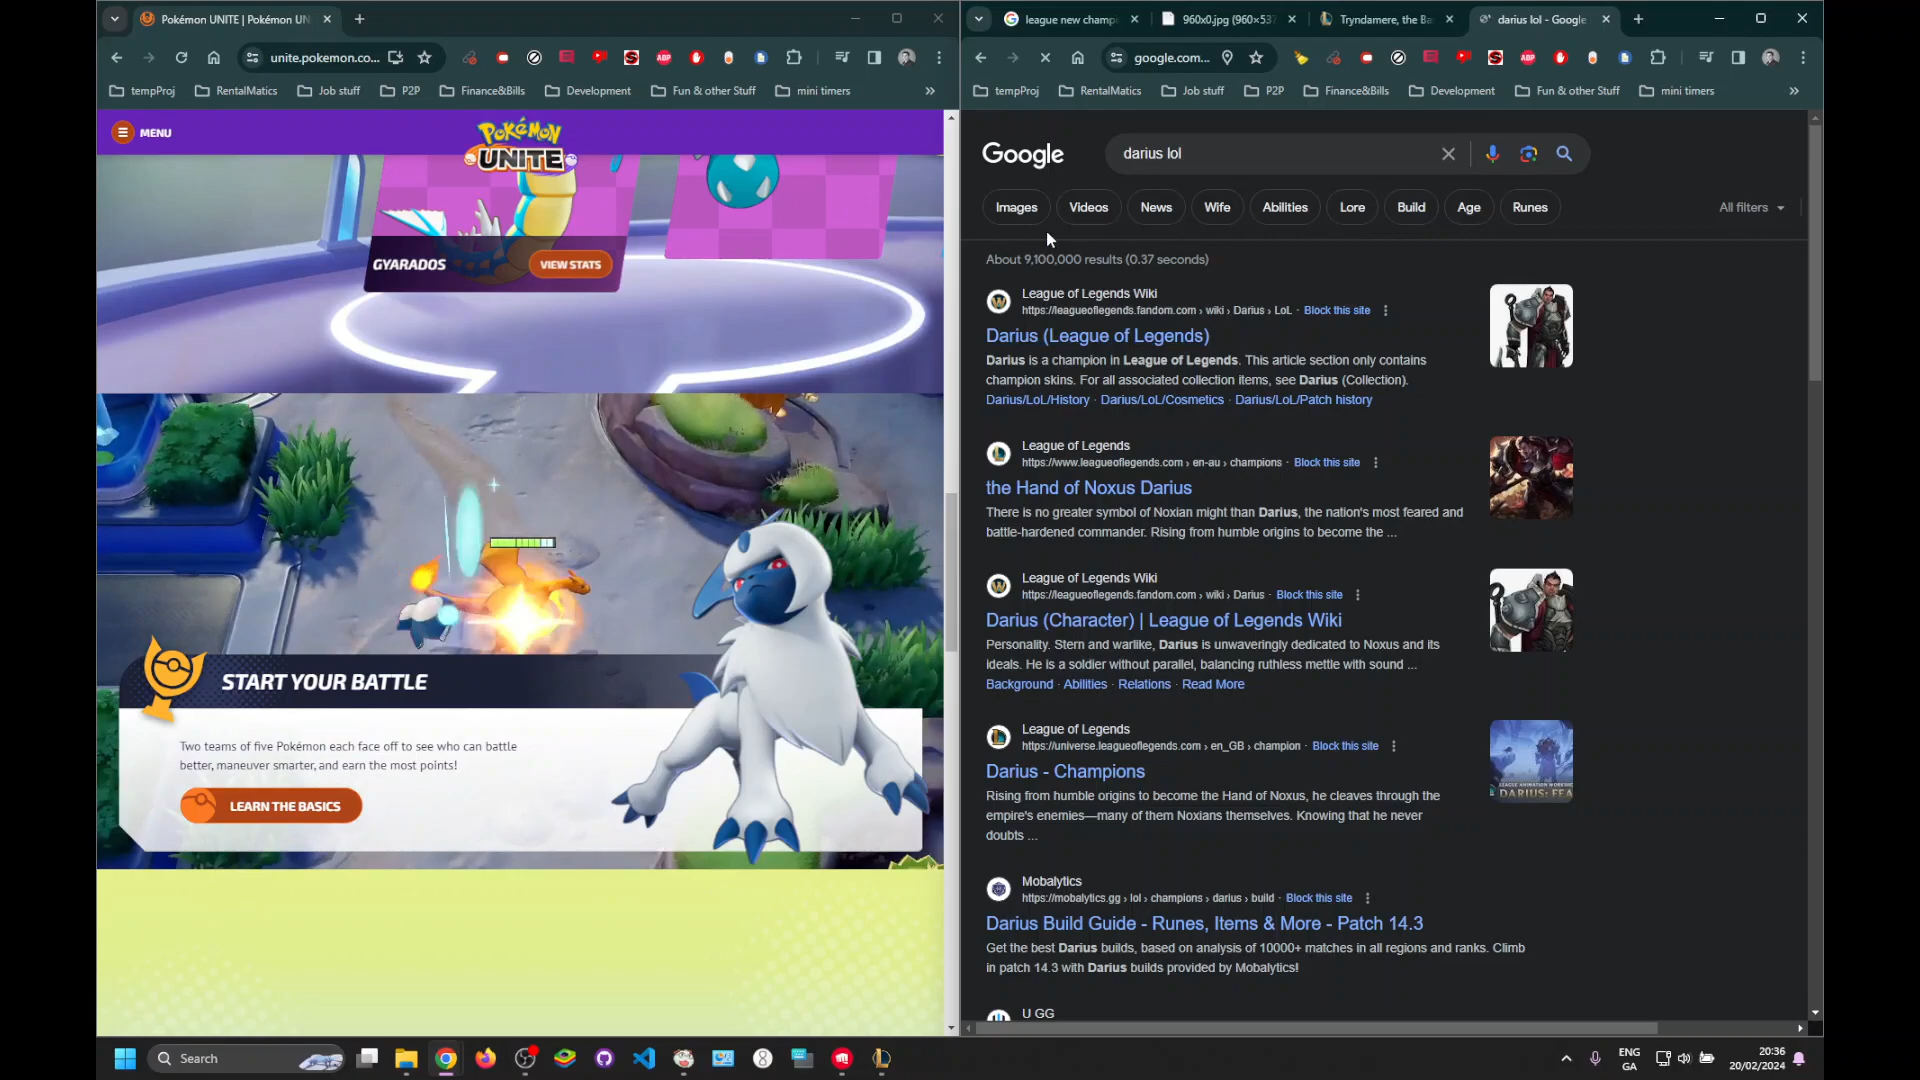 Pokémon UNITE | Pokémon UN
league new champ
960x0.jpg (960×537
Tryndamere, the Ba
darius lol - Google
unite.pokemon.co...
google.com...
tempProj
RentalMatics
Job stuff
P2P
Finance&Bills
Development
Fun & other Stuff
mini timers
tempProj
RentalMatics
Job stuff
P2P
Finance&Bills
Development
Fun & other Stuff
mini timers
MENU
POKéMON
UNITE
GYARADOS
VIEW STATS
START YOUR BATTLE
Two teams of five Pokémon each face off to see who can battle
better, maneuver smarter, and earn the most points!
LEARN THE BASICS
Google
darius lol
Images
Videos
News
Wife
Abilities
Lore
Build
Age
Runes
All filters
About 9,100,000 results (0.37 seconds)
League of Legends Wiki
https://leagueoflegends.fandom.com › wiki › Darius › LoL · Block this site
Darius (League of Legends)
Darius is a champion in League of Legends. This article section only contains
champion skins. For all associated collection items, see Darius (Collection).
Darius/LoL/History · Darius/LoL/Cosmetics · Darius/LoL/Patch history
League of Legends
https://www.leagueoflegends.com › en-au › champions · Block this site
the Hand of Noxus Darius
There is no greater symbol of Noxian might than Darius, the nation's most feared and
battle-hardened commander. Rising from humble origins to become the ...
League of Legends Wiki
https://leagueoflegends.fandom.com › wiki › Darius · Block this site
Darius (Character) | League of Legends Wiki
Personality. Stern and warlike, Darius is unwaveringly dedicated to Noxus and its
ideals. He is a soldier without parallel, balancing ruthless mettle with sound ...
Background · Abilities · Relations · Read More
League of Legends
https://universe.leagueoflegends.com › en_GB › champion · Block this site
Darius - Champions
Rising from humble origins to become the Hand of Noxus, he cleaves through the
empire's enemies—many of them Noxians themselves. Knowing that he never
doubts ...
DARIUS: FEA
Mobalytics
https://mobalytics.gg › lol › champions › darius › build · Block this site
Darius Build Guide - Runes, Items & More - Patch 14.3
Get the best Darius builds, based on analysis of 10000+ matches in all regions and ranks. Climb
in patch 14.3 with Darius builds provided by Mobalytics!
U GG
Search
ENG
GA
20:36
20/02/2024